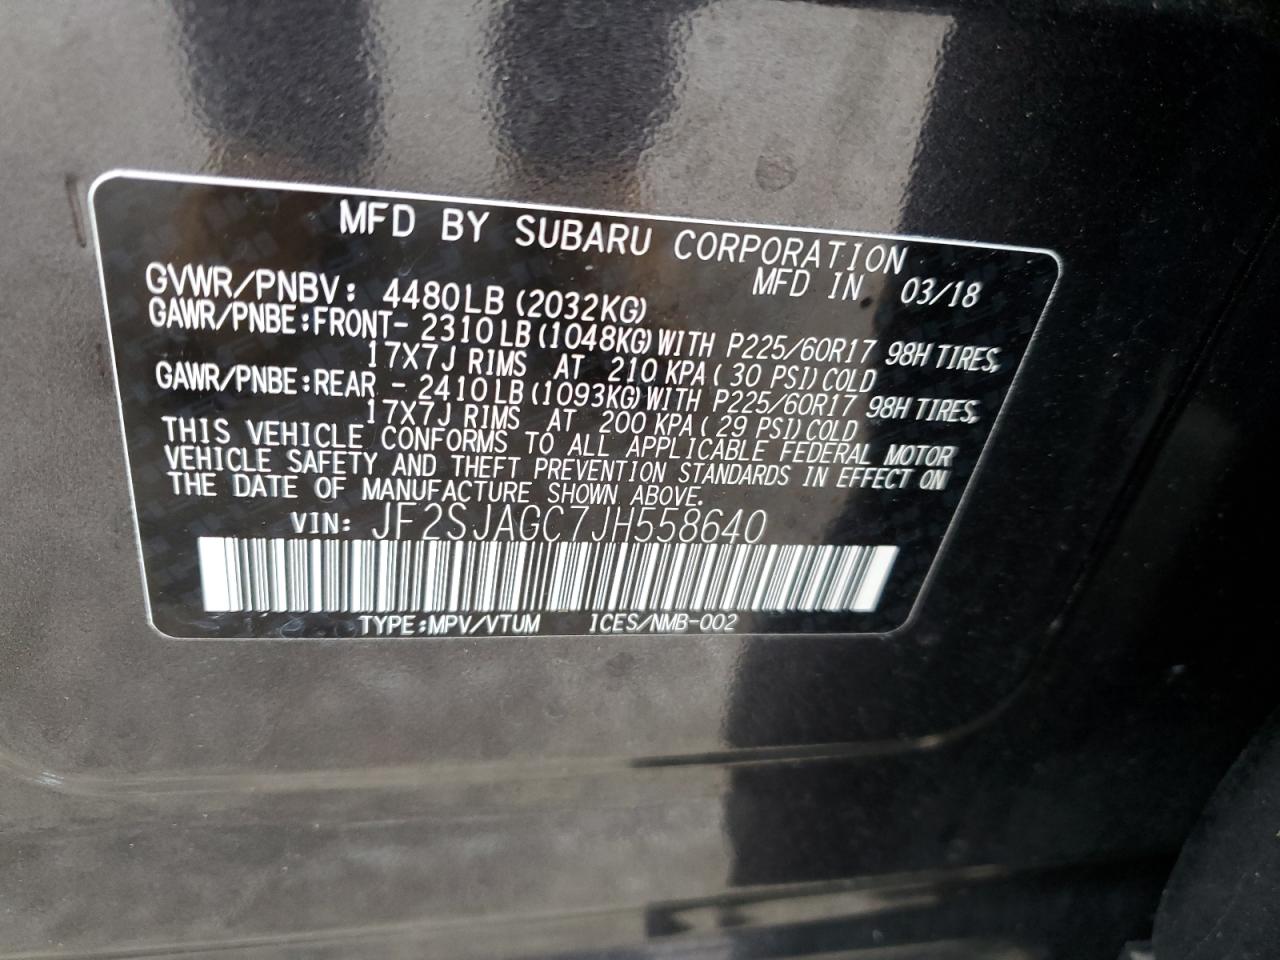 MFD BY SUBARU CORPORATION
MFD IN 03/18
GVWR/PNBV: 4480LB (2032KG)
GAWR/PNBE:FRONT- 2310LB (1048KG) WITH P225/60R17 98H TIRES,
17X7J RIMS AT 210 KPA (30 PSI) COLD
GAWR/PNBE:REAR - 2410LB (1093KG) WITH P225/60R17 98H TIRES,
17X7J RIMS AT 200 KPA (29 PSI) COLD
THIS VEHICLE CONFORMS TO ALL APPLICABLE FEDERAL MOTOR
VEHICLE SAFETY AND THEFT PREVENTION STANDARDS IN EFFECT ON
THE DATE OF MANUFACTURE SHOWN ABOVE.
VIN: JF2SJAGC7JH558640
TYPE:MPV/VTUM ICES/NMB-002